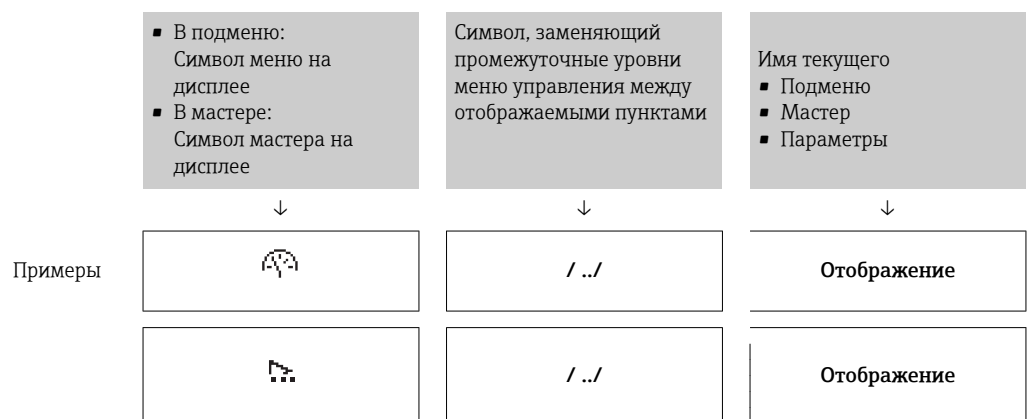 ▪ В подменю:
Символ меню на
дисплее
▪ В мастере:
Символ мастера на
дисплее
Символ, заменяющий
промежуточные уровни
меню управления между
отображаемыми пунктами
Имя текущего
▪ Подменю
▪ Мастер
▪ Параметры
↓ ↓ ↓
Примеры / ../ Отображение
/ ../ Отображение